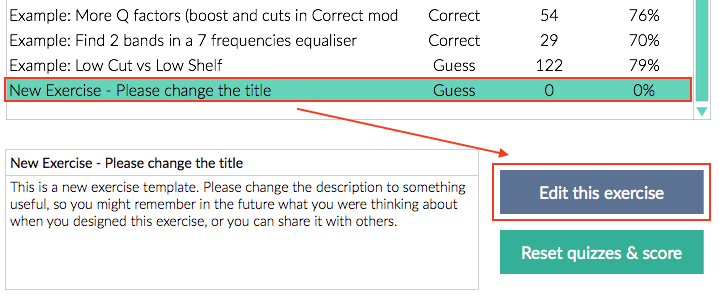 Example: More Q factors (boost and cuts in Correct mod Correct 54 76%
Example: Find 2 bands in a 7 frequencies equaliser Correct 29 70%
Example: Low Cut vs Low Shelf Guess 122 79%
New Exercise - Please change the title Guess 0 0%
New Exercise - Please change the title
This is a new exercise template. Please change the description to something
useful, so you might remember in the future what you were thinking about
when you designed this exercise, or you can share it with others.
Edit this exercise
Reset quizzes & score